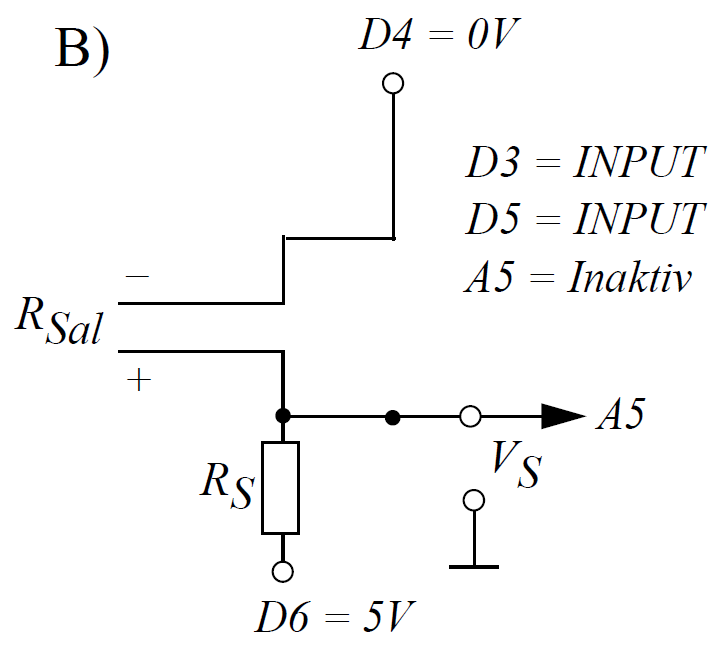 B)
D4 = 0V
D3 = INPUT
D5 = INPUT
A5 = Inaktiv
–
RSal
+
A5
VS
RS
D6 = 5V